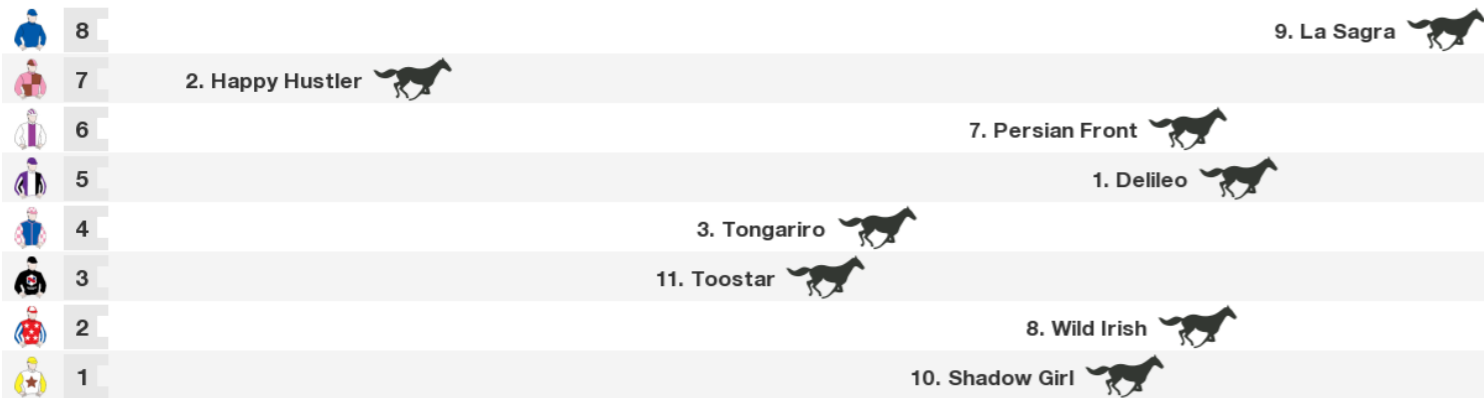 8 9. La Sagra
7 2. Happy Hustler
6 7. Persian Front
5 1. Delileo
4 3. Tongariro
3 11. Toostar
2 8. Wild Irish
1 10. Shadow Girl